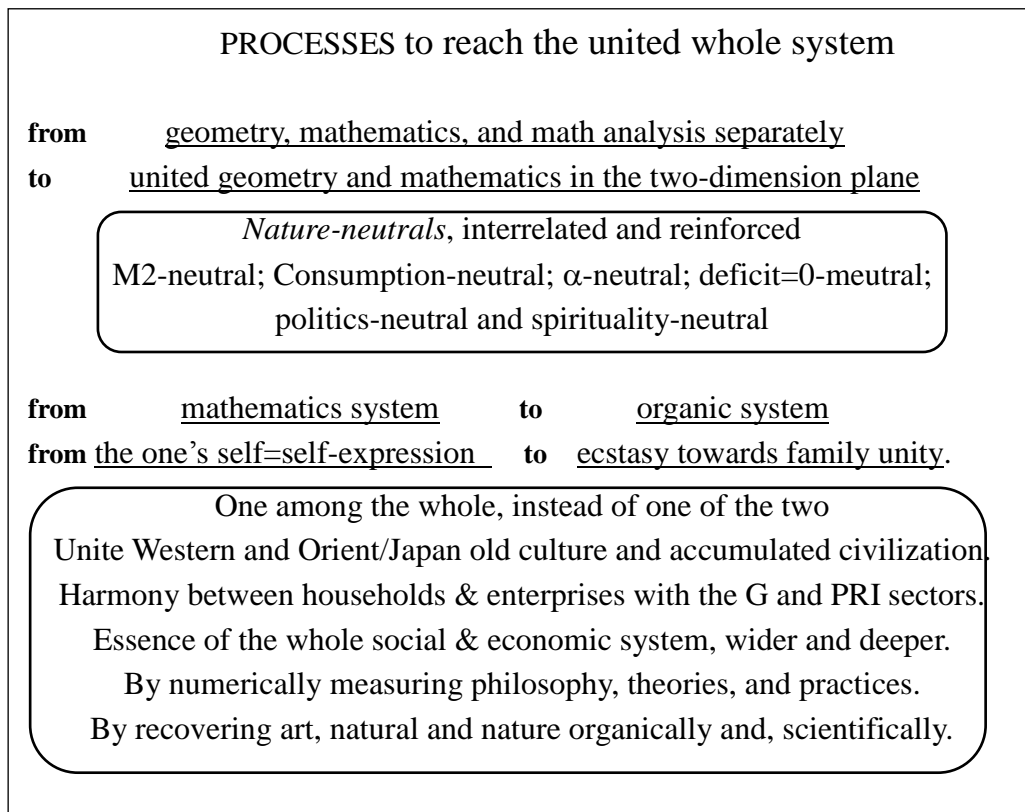 PROCESSES to reach the united whole system
from geometry, mathematics, and math analysis separately
to united geometry and mathematics in the two-dimension plane
Nature-neutrals, interrelated and reinforced
M2-neutral; Consumption-neutral; α-neutral; deficit=0-meutral;
politics-neutral and spirituality-neutral
from mathematics system to organic system
from the one’s self=self-expression to ecstasy towards family unity.
One among the whole, instead of one of the two
Unite Western and Orient/Japan old culture and accumulated civilization.
Harmony between households & enterprises with the G and PRI sectors.
Essence of the whole social & economic system, wider and deeper.
By numerically measuring philosophy, theories, and practices.
By recovering art, natural and nature organically and, scientifically.